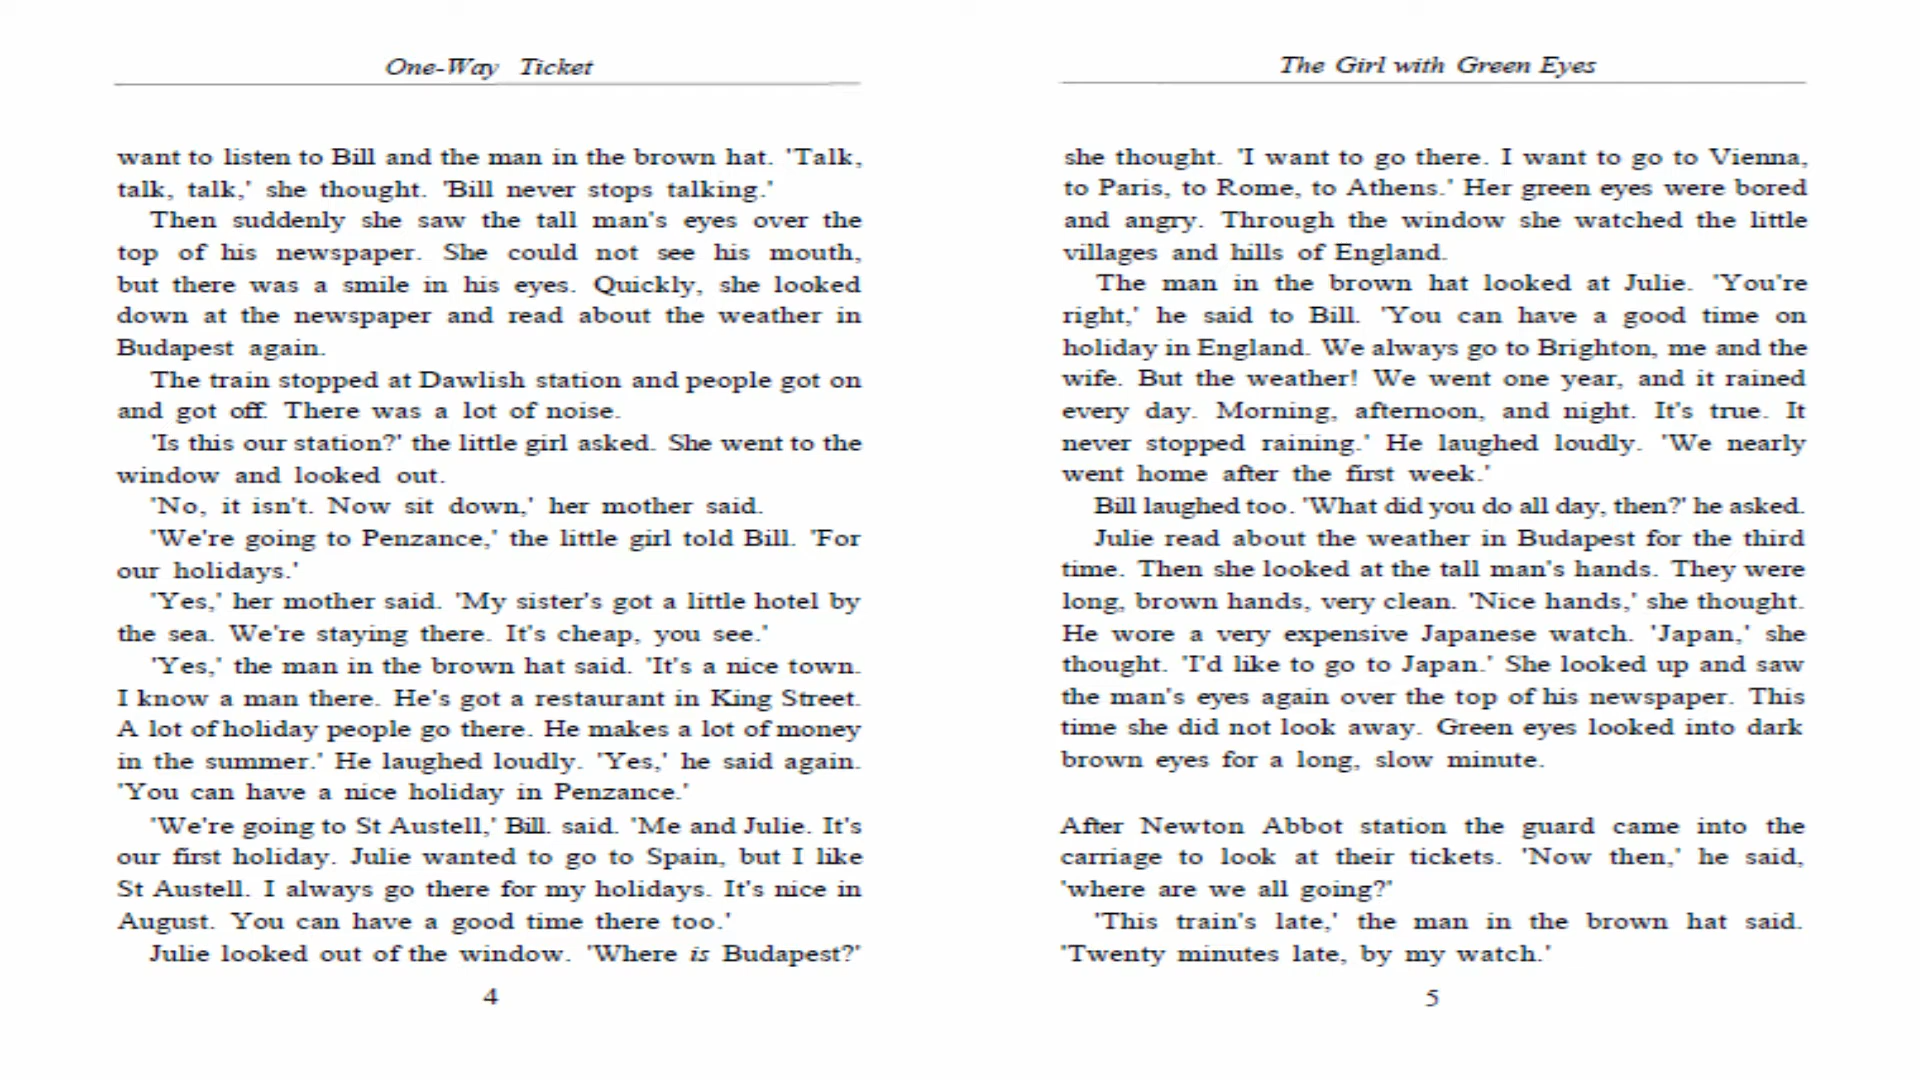 One-Way Ticket
want to listen to Bill and the man in the brown hat. 'Talk,
talk, talk,' she thought. 'Bill never stops talking.'
Then suddenly she saw the tall man's eyes over the
top of his newspaper. She could not see his mouth,
but there was a smile in his eyes. Quickly, she looked
down at the newspaper and read about the weather in
Budapest again.
The train stopped at Dawlish station and people got on
and got off. There was a lot of noise.
'Is this our station?' the little girl asked. She went to the
window and looked out.
'No, it isn't. Now sit down,' her mother said.
'We're going to Penzance,' the little girl told Bill. 'For
our holidays.'
'Yes,' her mother said. 'My sister's got a little hotel by
the sea. We're staying there. It's cheap, you see.'
'Yes,' the man in the brown hat said. 'It's a nice town.
I know a man there. He's got a restaurant in King Street.
A lot of holiday people go there. He makes a lot of money
in the summer.' He laughed loudly. 'Yes,' he said again.
'You can have a nice holiday in Penzance.'
'We're going to St Austell,' Bill. said. 'Me and Julie. It's
our first holiday. Julie wanted to go to Spain, but I like
St Austell. I always go there for my holidays. It's nice in
August. You can have a good time there too.'
Julie looked out of the window. 'Where is Budapest?'
4
The Girl with Green Eyes
she thought. 'I want to go there. I want to go to Vienna,
to Paris, to Rome, to Athens.' Her green eyes were bored
and angry. Through the window she watched the little
villages and hills of England.
The man in the brown hat looked at Julie. 'You're
right,' he said to Bill. 'You can have a good time on
holiday in England. We always go to Brighton, me and the
wife. But the weather! We went one year, and it rained
every day. Morning, afternoon, and night. It's true. It
never stopped raining.' He laughed loudly. 'We nearly
went home after the first week.'
Bill laughed too. 'What did you do all day, then?' he asked.
Julie read about the weather in Budapest for the third
time. Then she looked at the tall man's hands. They were
long, brown hands, very clean. 'Nice hands,' she thought.
He wore a very expensive Japanese watch. 'Japan,' she
thought. 'I'd like to go to Japan.' She looked up and saw
the man's eyes again over the top of his newspaper. This
time she did not look away. Green eyes looked into dark
brown eyes for a long, slow minute.
After Newton Abbot station the guard came into the
carriage to look at their tickets. 'Now then,' he said,
'where are we all going?'
'This train's late,' the man in the brown hat said.
'Twenty minutes late, by my watch.'
5